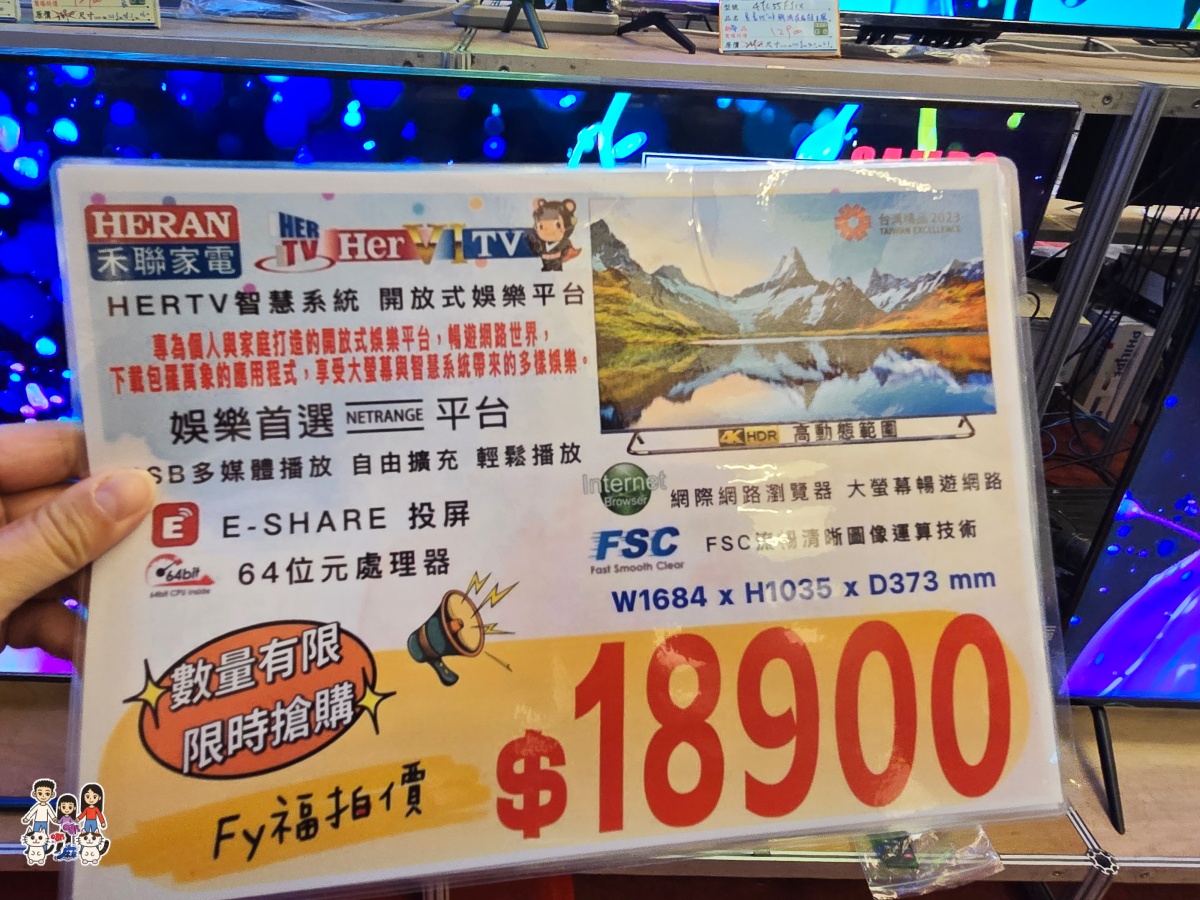 HERAN
禾聯家電
HER TV
HerVITV
台灣精品 2023
TAIWAN EXCELLENCE
HERTV智慧系統 開放式娛樂平台
專為個人與家庭打造的開放式娛樂平台，暢遊網路世界，
下載包羅萬象的應用程式，享受大螢幕與智慧系統帶來的多樣娛樂。
娛樂首選 NETRANGE 平台
4K HDR 高動態範圍
SB多媒體播放 自由擴充 輕鬆播放
Internet Browser
網際網路瀏覽器 大螢幕暢遊網路
E-SHARE 投屏
FSC
Fast Smooth Clear
FSC流暢清晰圖像運算技術
64bit
64bit CPU Inside
64位元處理器
W1684 x H1035 x D373 mm
數量有限
限時搶購
$18900
Fy福拍價